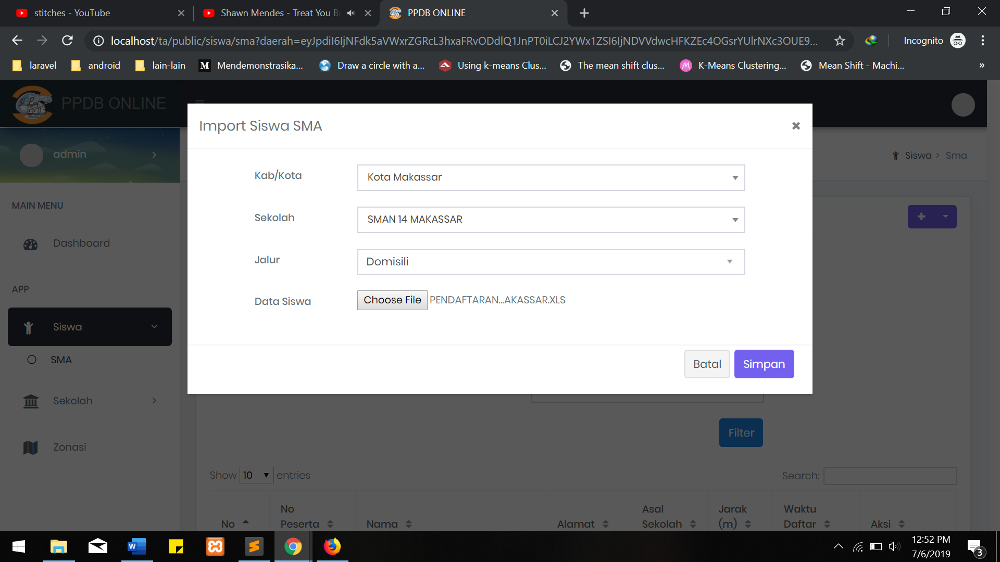 stitches - YouTube
Shawn Mendes - Treat You B
PPDB ONLINE
localhost/ta/public/siswa/sma?daerah=eyJpdiI6IjNFdk5aVWxrZGRcL3hxaFRvODdlQ1JnPT0iLCJ2YWx1ZSI6IjNDVVdwcHFKZEc4OGsrYUlrNXc3OUE9...
Incognito
laravel
android
lain-lain
Mendemonstrasika...
Draw a circle with a...
Using k-means Clus...
The mean shift clus...
K-Means Clustering...
Mean Shift - Machi...
»
PPDB ONLINE
Import Siswa SMA
admin
Siswa > Sma
Kab/Kota
Kota Makassar
MAIN MENU
Sekolah
SMAN 14 MAKASSAR
Dashboard
Jalur
Domisili
APP
Data Siswa
Choose File PENDAFTARAN...AKASSAR.XLS
Siswa
SMA
Batal
Simpan
Sekolah
Zonasi
Filter
Show 10 entries
Search:
No
No Peserta
Nama
Alamat
Asal Sekolah
Jarak (m)
Waktu Daftar
Aksi
12:52 PM
7/6/2019
3